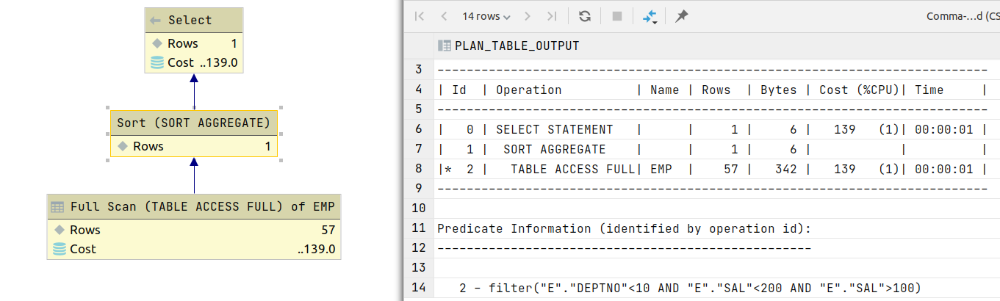 Select
Rows 1
Cost ..139.0
Sort (SORT AGGREGATE)
Rows 1
Full Scan (TABLE ACCESS FULL) of EMP
Rows 57
Cost ..139.0
14 rows
Comma-...d (CS
PLAN_TABLE_OUTPUT
3 ---------------------------------------------------------------------------
4 | Id  | Operation          | Name | Rows  | Bytes | Cost (%CPU)| Time     |
5 ---------------------------------------------------------------------------
6 |   0 | SELECT STATEMENT   |      |     1 |     6 |   139   (1)| 00:00:01 |
7 |   1 |  SORT AGGREGATE    |      |     1 |     6 |            |          |
8 |*  2 |   TABLE ACCESS FULL| EMP  |    57 |   342 |   139   (1)| 00:00:01 |
9 ---------------------------------------------------------------------------
10
11 Predicate Information (identified by operation id):
12 ---------------------------------------------------
13
14    2 - filter("E"."DEPTNO"<10 AND "E"."SAL"<200 AND "E"."SAL">100)